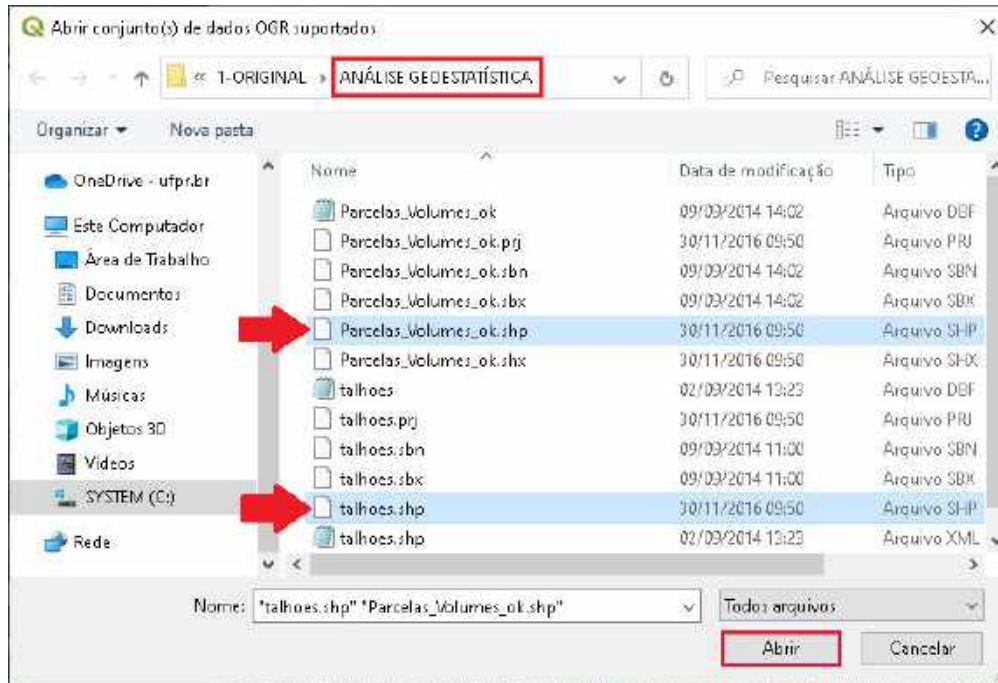 Abrir conjunto(s) de dados OGR suportados
« 1-ORIGINAL › ANÁLISE GEOESTATÍSTICA
Pesquisar ANÁLISE GEOESTA...
Organizar
Nova pasta
Nome
Data de modificação
Tipo
OneDrive - ufpr.br
Este Computador
Área de Trabalho
Documentos
Downloads
Imagens
Músicas
Objetos 3D
Vídeos
SYSTEM (C:)
Rede
Parcelas_Volumes_ok 09/09/2014 14:02 Arquivo DBF
Parcelas_Volumes_ok.prj 30/11/2016 09:50 Arquivo PRJ
Parcelas_Volumes_ok.sbn 09/09/2014 14:02 Arquivo SBN
Parcelas_Volumes_ok.sbx 09/09/2014 14:02 Arquivo SBX
Parcelas_Volumes_ok.shp 30/11/2016 09:50 Arquivo SHP
Parcelas_Volumes_ok.shx 30/11/2016 09:50 Arquivo SHX
talhoes 02/09/2014 13:23 Arquivo DBF
talhoes.prj 30/11/2016 09:50 Arquivo PRJ
talhoes.sbn 09/09/2014 11:00 Arquivo SBN
talhoes.sbx 09/09/2014 11:00 Arquivo SBX
talhoes.shp 30/11/2016 09:50 Arquivo SHP
talhoes.shp 02/09/2014 13:23 Arquivo XML
Nome: "talhoes.shp" "Parcelas_Volumes_ok.shp"
Todos arquivos
Abrir
Cancelar